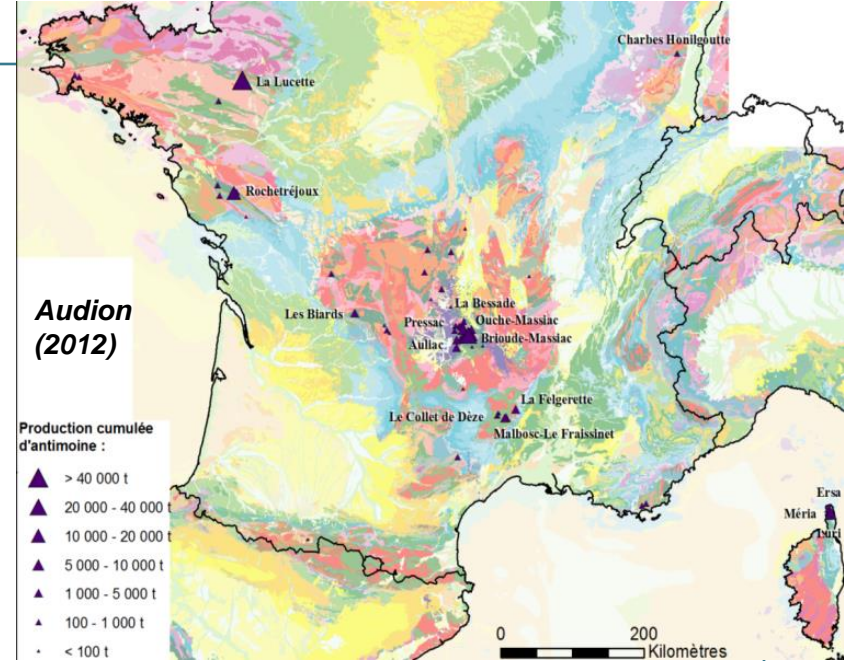 Charbes Honilgoutte
La Lucette
Rochetréjoux
Audion
(2012)
Les Biards
La Bessade
Pressac
Ouche-Massiac
Auliac
Brioude-Massiac
La Felgerette
Le Collet de Dèze
Malbosc-Le Fraissinet
Ersa
Méria
Luri
Production cumulée
d'antimoine :
> 40 000 t
20 000 - 40 000 t
10 000 - 20 000 t
5 000 - 10 000 t
1 000 - 5 000 t
100 - 1 000 t
< 100 t
0 200
Kilomètres